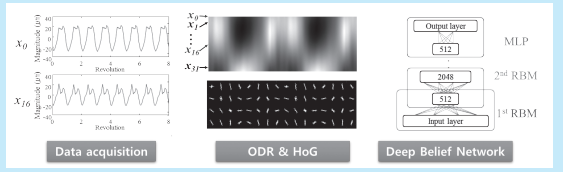 x₀
Magnitude (μm)
40
20
0
-20
-40
0 2 4 6 8
Revolution
x₁₆
Magnitude (μm)
40
20
0
-20
-40
0 2 4 6 8
Revolution
Data acquisition
x₀
x₁
⋮
x₁₆
x₃₁
ODR & HoG
Output layer
512
MLP
2048
2nd RBM
512
1st RBM
Input layer
Deep Belief Network